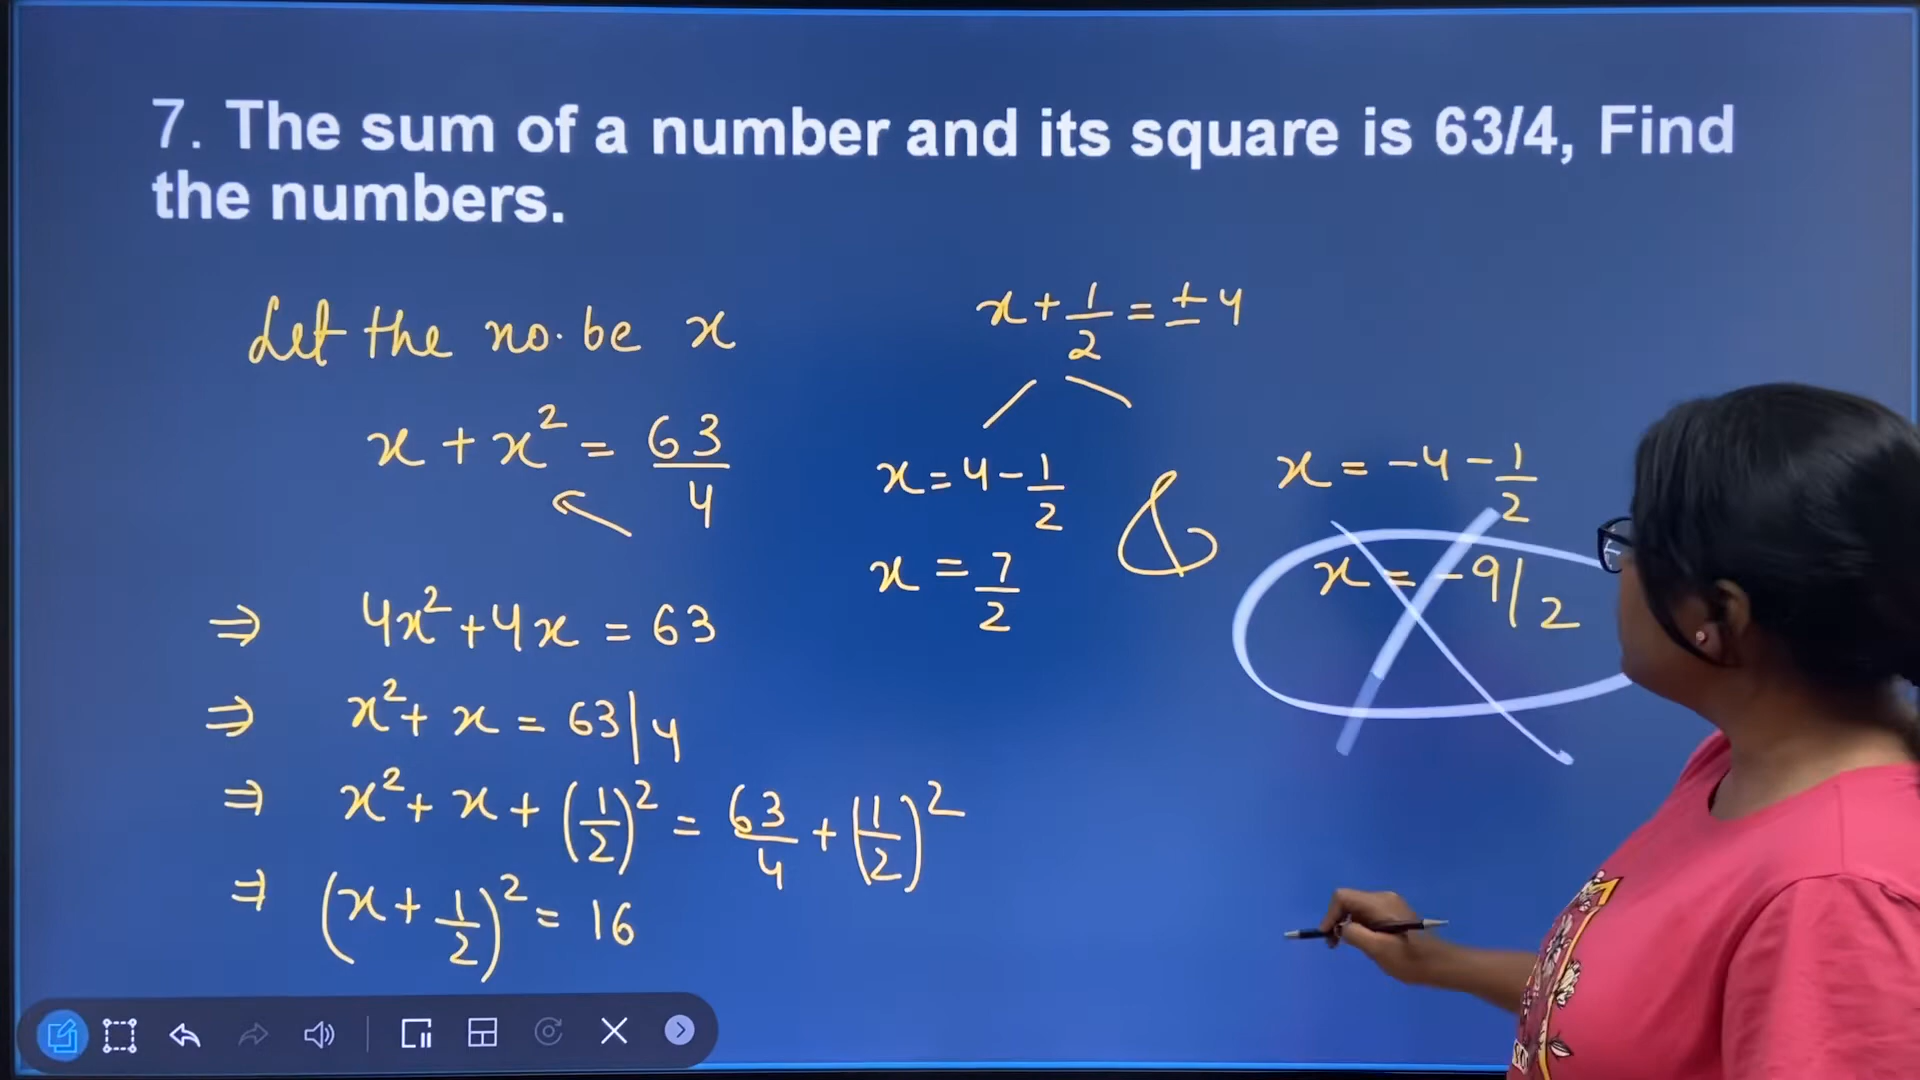 7. The sum of a number and its square is 63/4, Find
the numbers.
Let the no. be x
x + x² = 63/4
⇒ 4x² + 4x = 63
⇒ x² + x = 63/4
⇒ x² + x + (1/2)² = 63/4 + (1/2)²
⇒ (x + 1/2)² = 16
x + 1/2 = ± 4
x = 4 - 1/2
x = 7/2
&
x = -4 - 1/2
x = -9/2